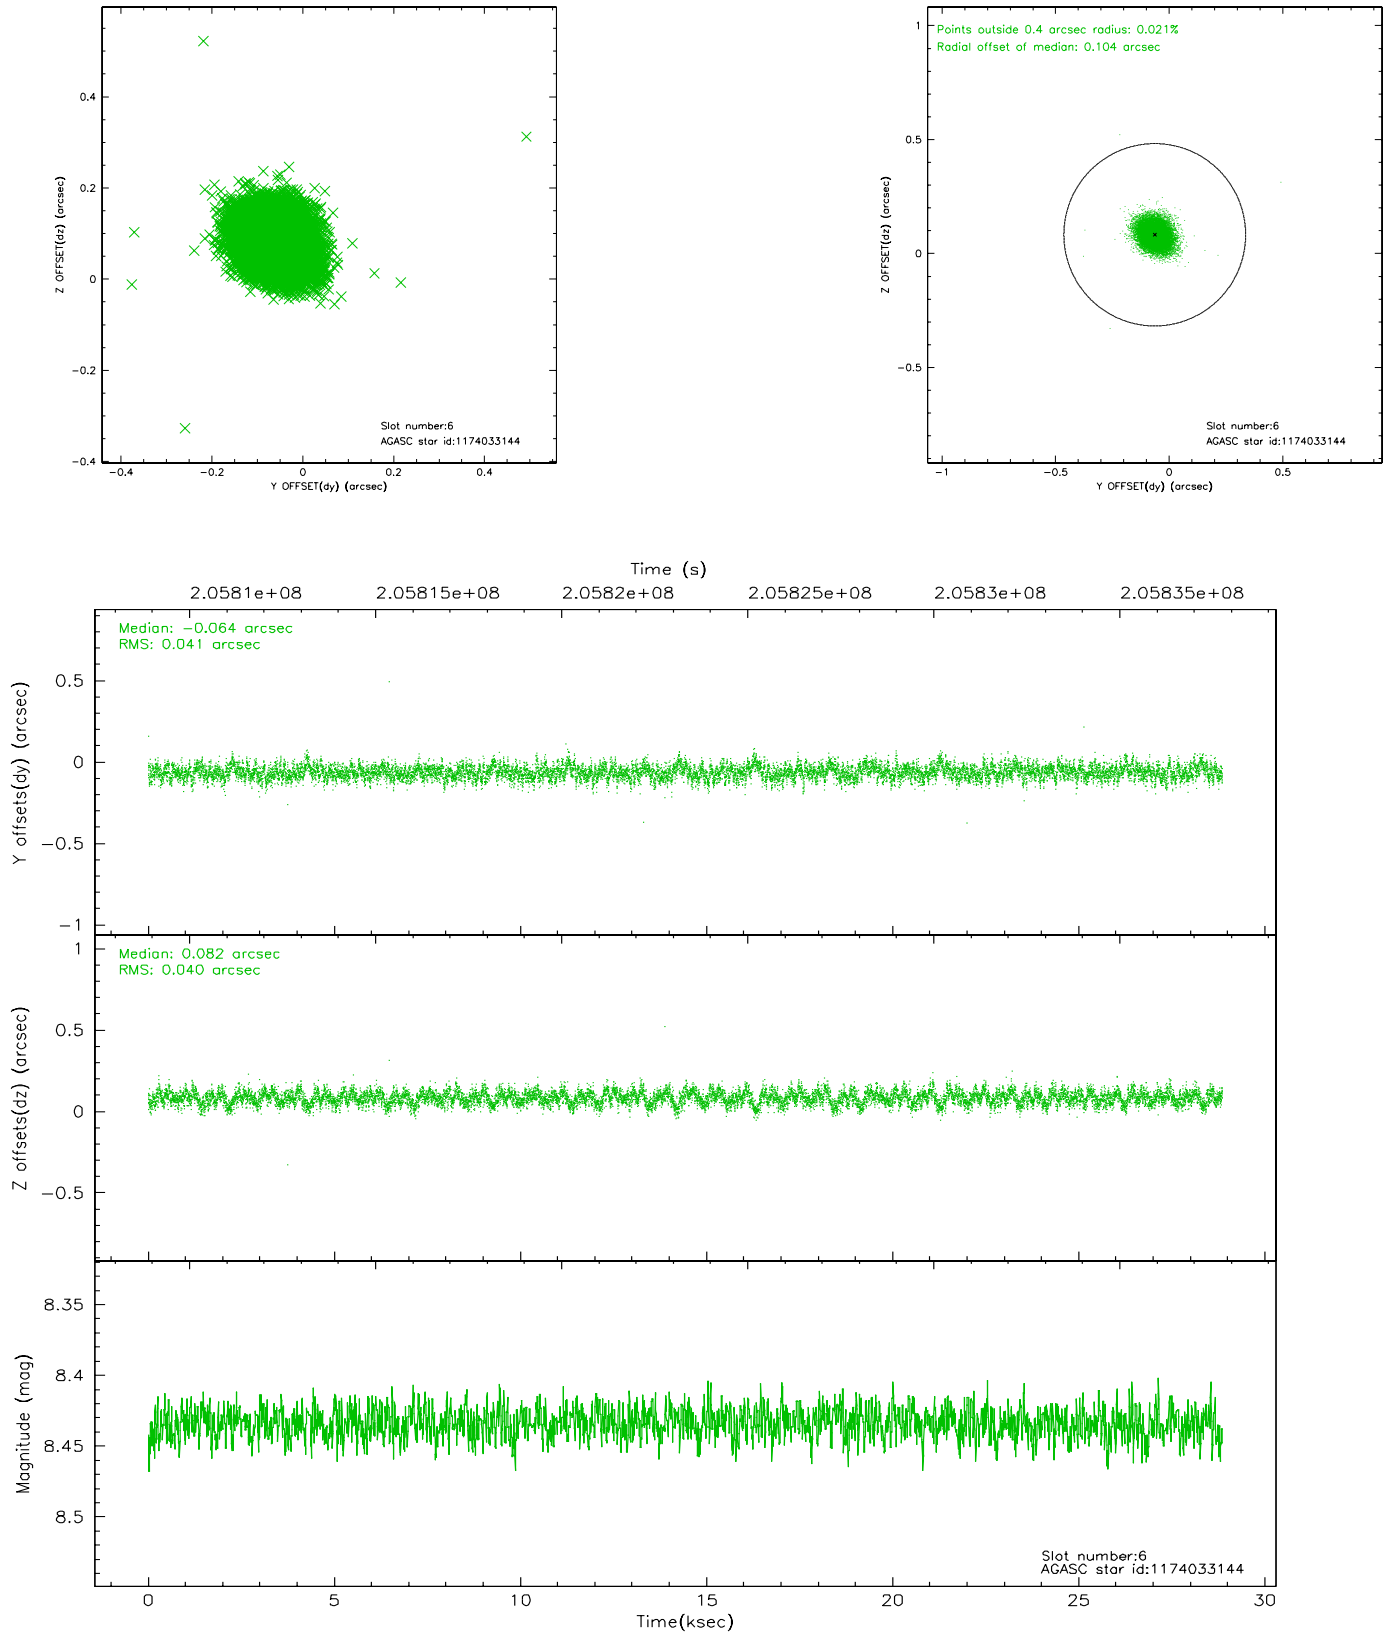 0.4
0.2
0
−0.2
−0.4
Z OFFSET(dz) (arcsec)
Slot number:6
AGASC star id:1174033144
−0.4 −0.2 0 0.2 0.4
Y OFFSET(dy) (arcsec)
Points outside 0.4 arcsec radius: 0.021%
Radial offset of median: 0.104 arcsec
1
0.5
0
−0.5
Z OFFSET(dz) (arcsec)
Slot number:6
AGASC star id:1174033144
−1 −0.5 0 0.5
Y OFFSET(dy) (arcsec)
Time (s)
2.0581e+08 2.05815e+08 2.0582e+08 2.05825e+08 2.0583e+08 2.05835e+08
Median: −0.064 arcsec
RMS: 0.041 arcsec
0.5
0
−0.5
−1
Y offsets(dy) (arcsec)
Median: 0.082 arcsec
RMS: 0.040 arcsec
1
0.5
0
−0.5
Z offsets(dz) (arcsec)
8.35
8.4
8.45
8.5
Magnitude (mag)
Slot number:6
AGASC star id:1174033144
0 5 10 15 20 25 30
Time(ksec)